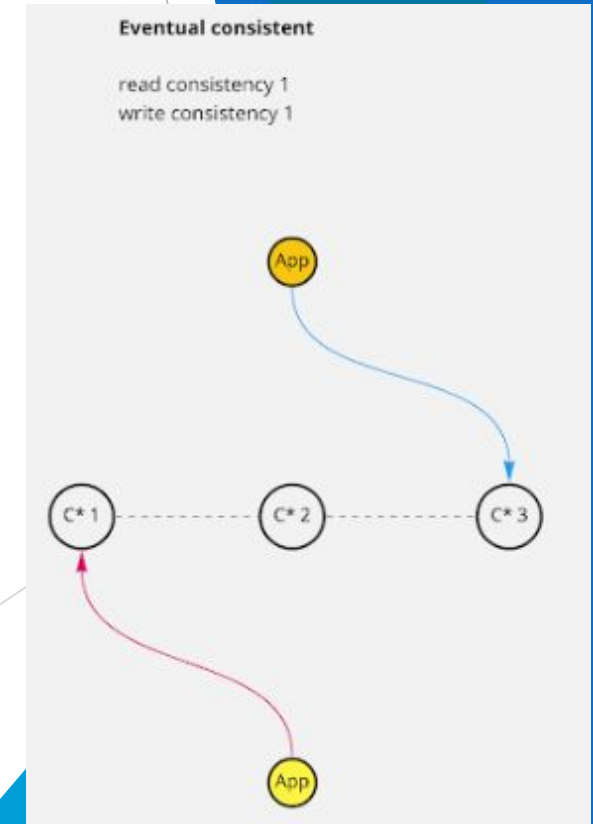 Eventual consistent
read consistency 1
write consistency 1
App
C* 1
C* 2
C* 3
App